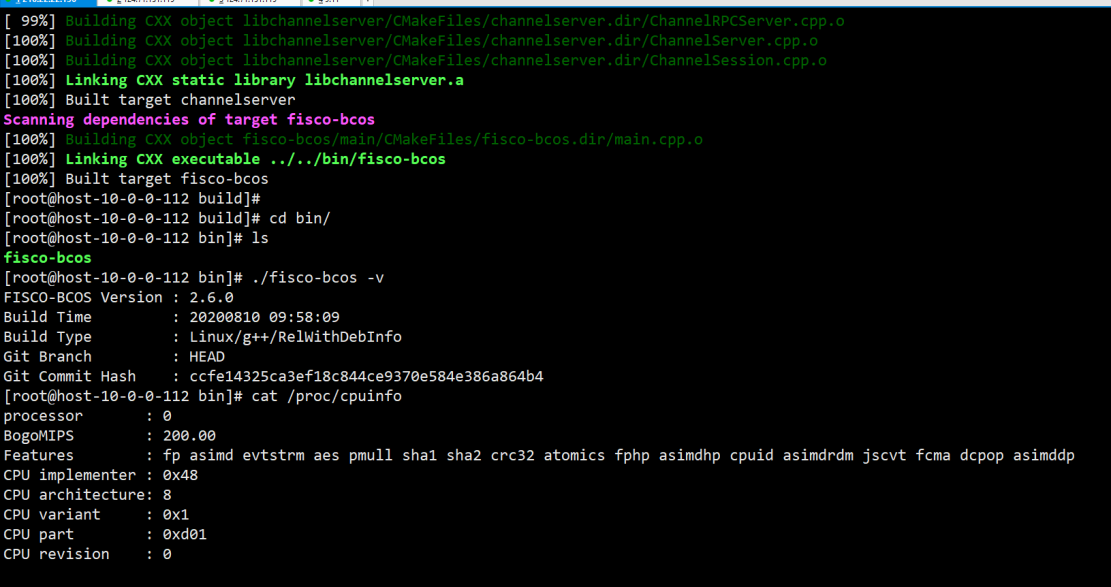 [ 99%] Building CXX object libchannelserver/CMakeFiles/channelserver.dir/ChannelRPCServer.cpp.o
[100%] Building CXX object libchannelserver/CMakeFiles/channelserver.dir/ChannelServer.cpp.o
[100%] Building CXX object libchannelserver/CMakeFiles/channelserver.dir/ChannelSession.cpp.o
[100%] Linking CXX static library libchannelserver.a
[100%] Built target channelserver
Scanning dependencies of target fisco-bcos
[100%] Building CXX object fisco-bcos/main/CMakeFiles/fisco-bcos.dir/main.cpp.o
[100%] Linking CXX executable ../../bin/fisco-bcos
[100%] Built target fisco-bcos
[root@host-10-0-0-112 build]#
[root@host-10-0-0-112 build]# cd bin/
[root@host-10-0-0-112 bin]# ls
fisco-bcos
[root@host-10-0-0-112 bin]# ./fisco-bcos -v
FISCO-BCOS Version : 2.6.0
Build Time         : 20200810 09:58:09
Build Type         : Linux/g++/RelWithDebInfo
Git Branch         : HEAD
Git Commit Hash    : ccfe14325ca3ef18c844ce9370e584e386a864b4
[root@host-10-0-0-112 bin]# cat /proc/cpuinfo
processor       : 0
BogoMIPS        : 200.00
Features        : fp asimd evtstrm aes pmull sha1 sha2 crc32 atomics fphp asimdhp cpuid asimdrdm jscvt fcma dcpop asimddp
CPU implementer : 0x48
CPU architecture: 8
CPU variant     : 0x1
CPU part        : 0xd01
CPU revision    : 0